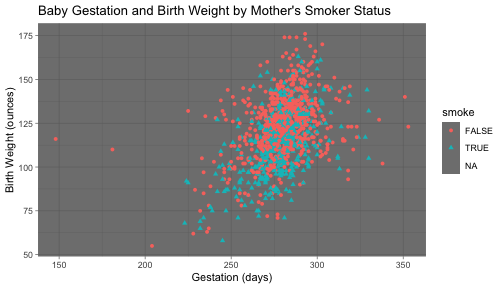 Baby Gestation and Birth Weight by Mother's Smoker Status
175
150
125
100
75
50
Birth Weight (ounces)
150
200
250
300
350
Gestation (days)
smoke
FALSE
TRUE
NA